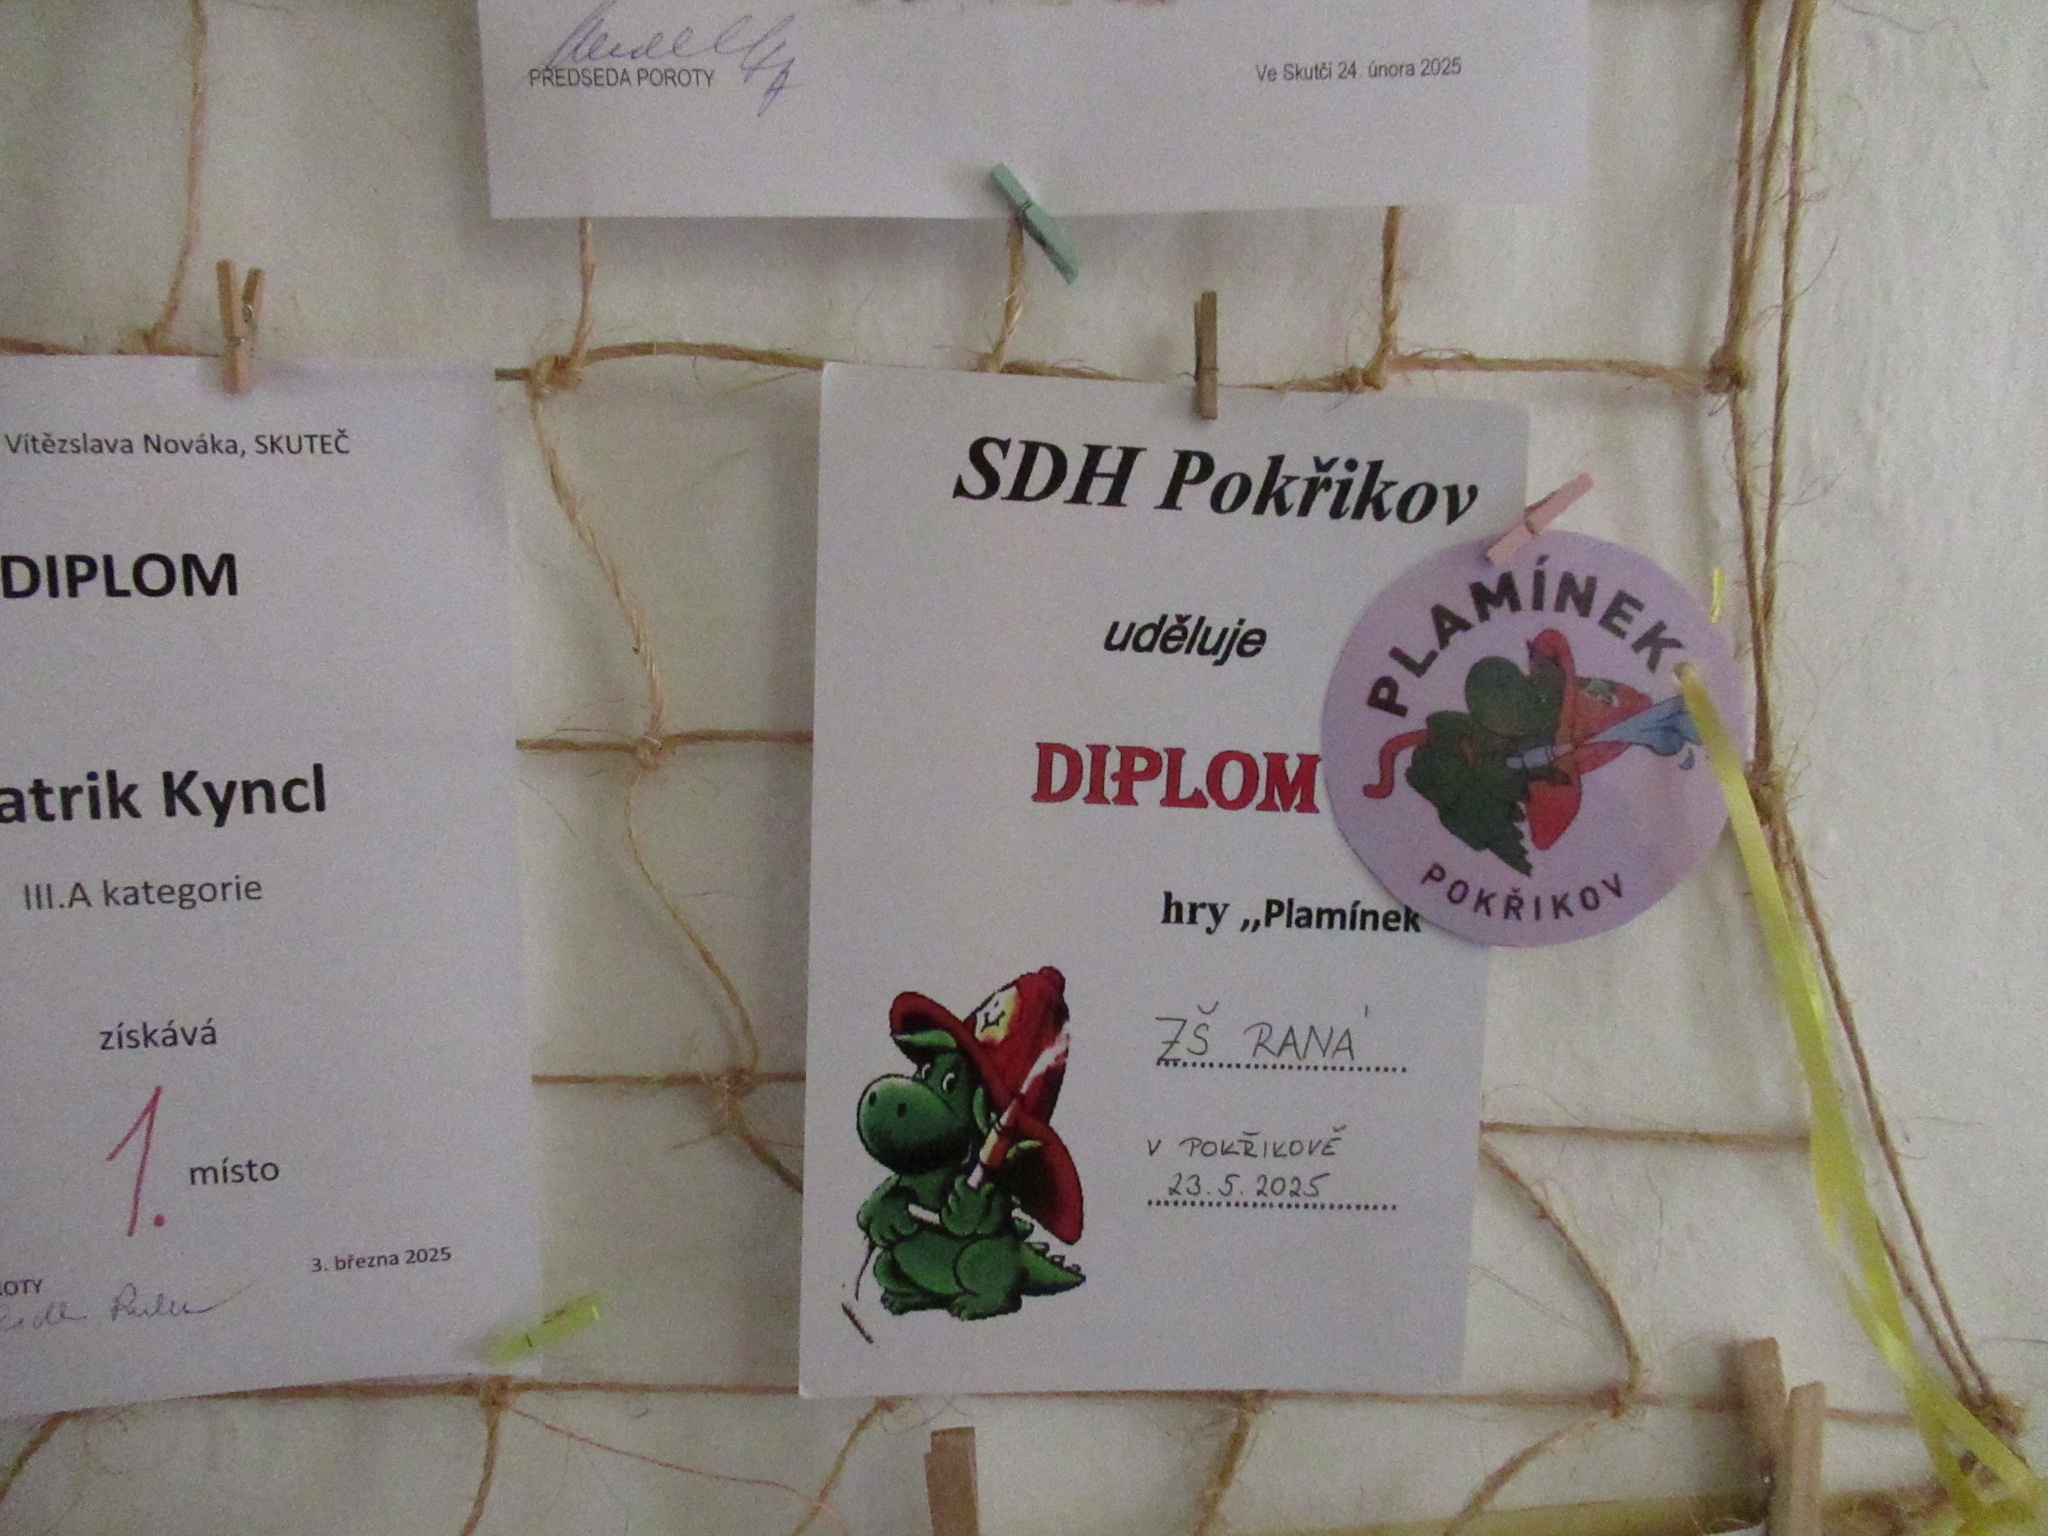 PŘEDSEDA POROTY
Ve Skutči 24. února 2025
Vítězslava Nováka, SKUTEČ
DIPLOM
atrik Kyncl
III.A kategorie
získává
1. místo
3. března 2025
OTY
SDH Pokřikov
uděluje
DIPLOM
hry ,,Plamínek
ZŠ RANÁ
V POKŘIKOVĚ
23.5.2025
PLAMÍNEK
POKŘIKOV